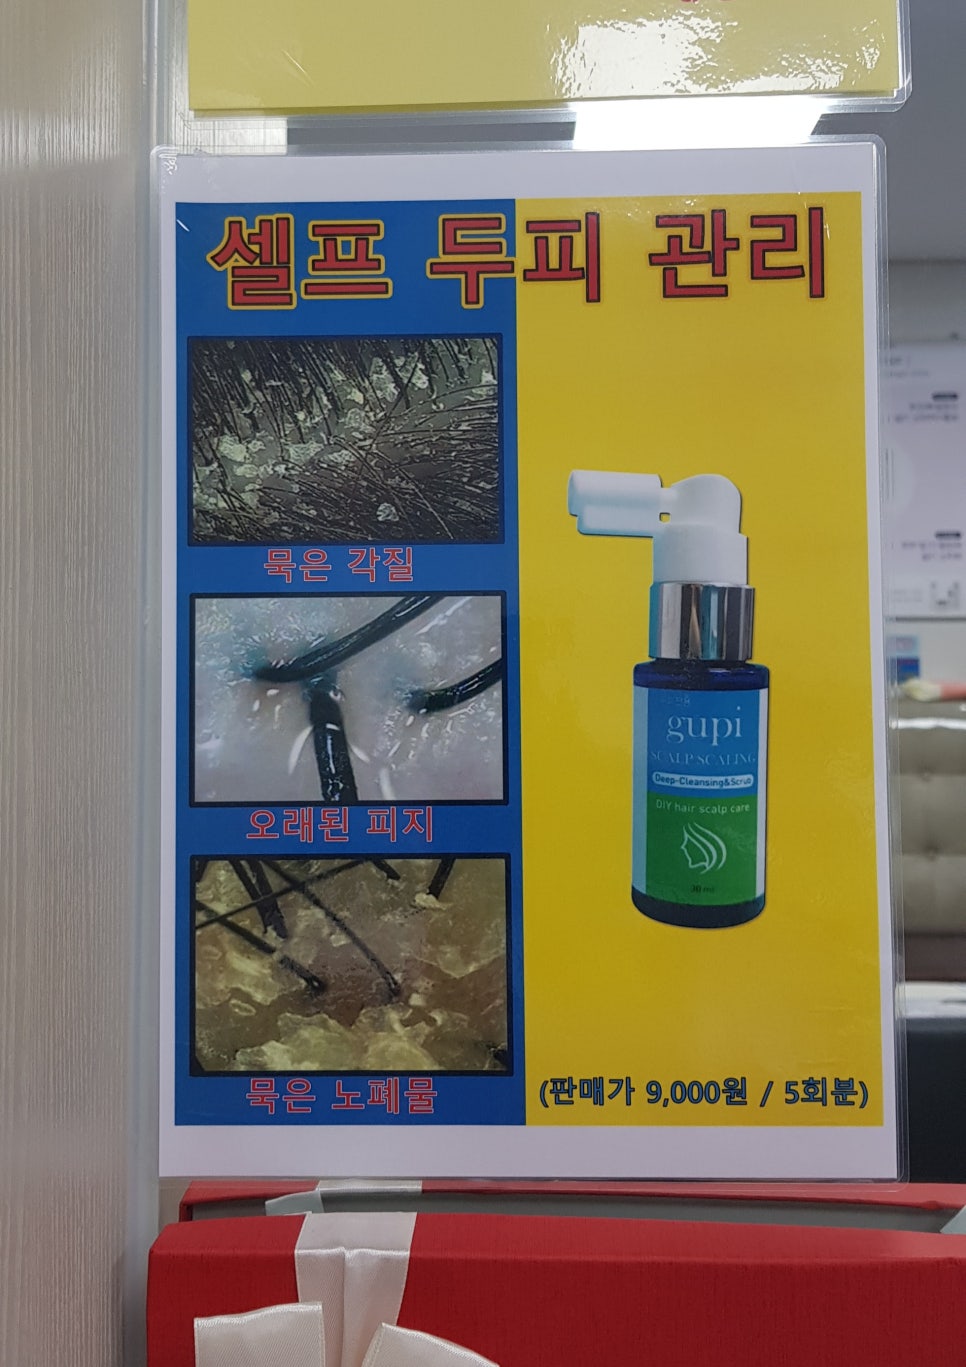 셀프 두피 관리
묵은 각질
오래된 피지
묵은 노폐물
gupi
SCALP SCALING
Deep-Cleansing&Scrub
DIY hair scalp care
30 ml
(판매가 9,000원 / 5회분)